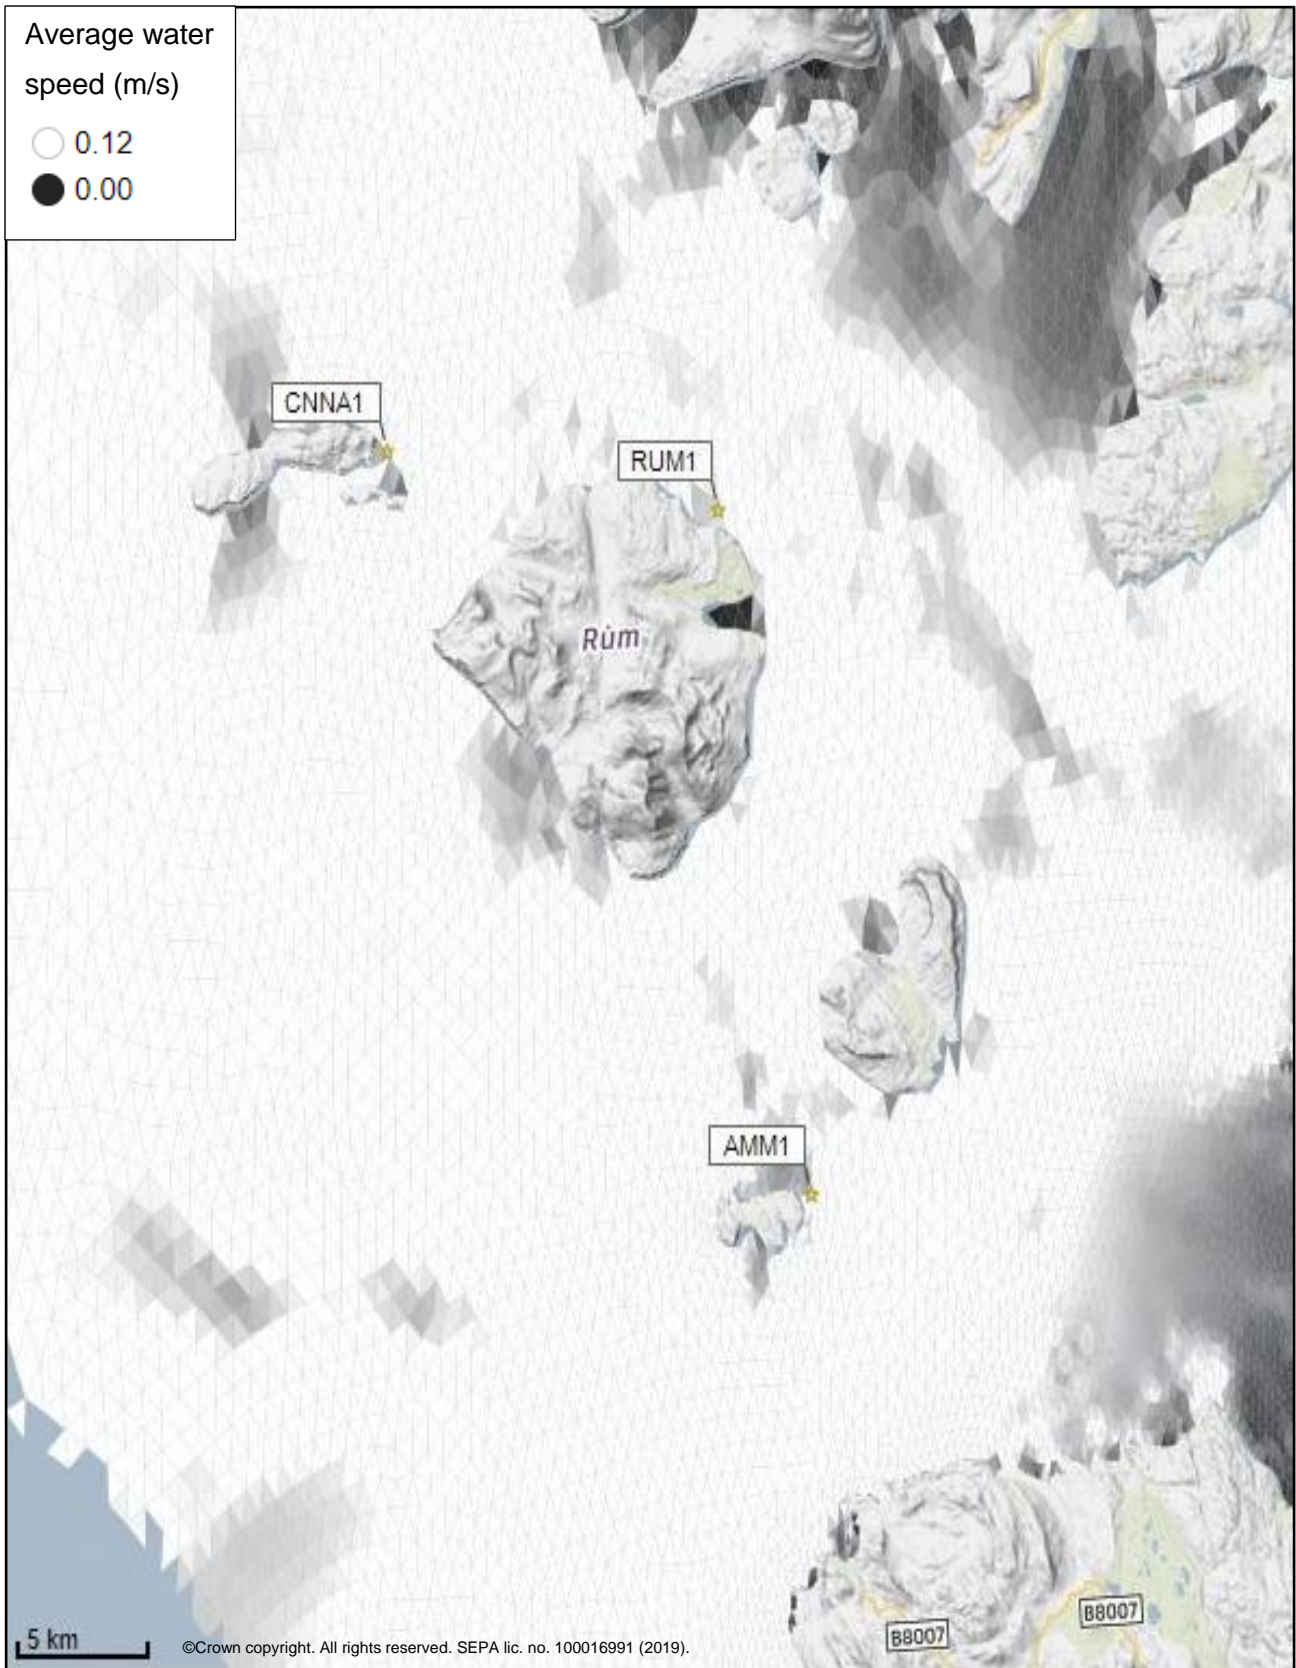 Average water
speed (m/s)
0.12
0.00
CNNA1
RUM1
Rùm
AMM1
B8007
B8007
5 km
©Crown copyright. All rights reserved. SEPA lic. no. 100016991 (2019).